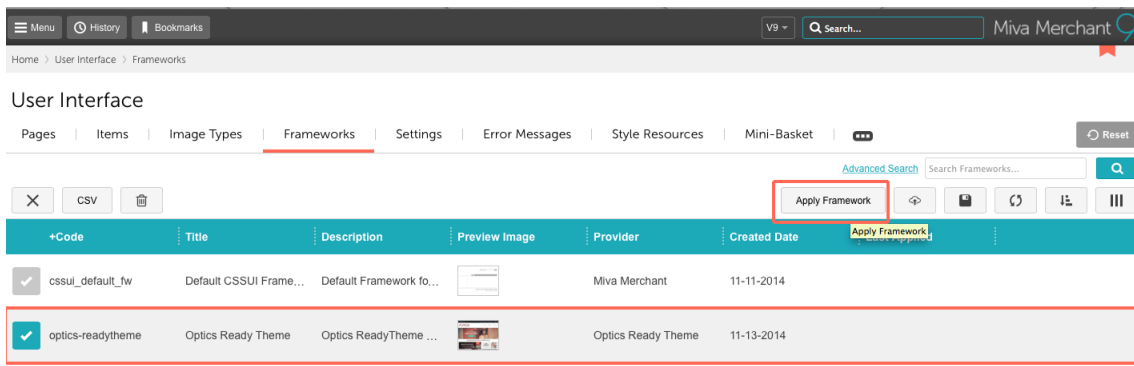 Menu History Bookmarks V9 Search... Miva Merchant 9
Home > User Interface > Frameworks
User Interface
Pages Items Image Types Frameworks Settings Error Messages Style Resources Mini-Basket Reset
Advanced Search Search Frameworks...
CSV Apply Framework
Apply Framework
+Code Title Description Preview Image Provider Created Date Last Applied
cssui_default_fw Default CSSUI Frame... Default Framework fo... Miva Merchant 11-11-2014
optics-readytheme Optics Ready Theme Optics ReadyTheme ... Optics Ready Theme 11-13-2014